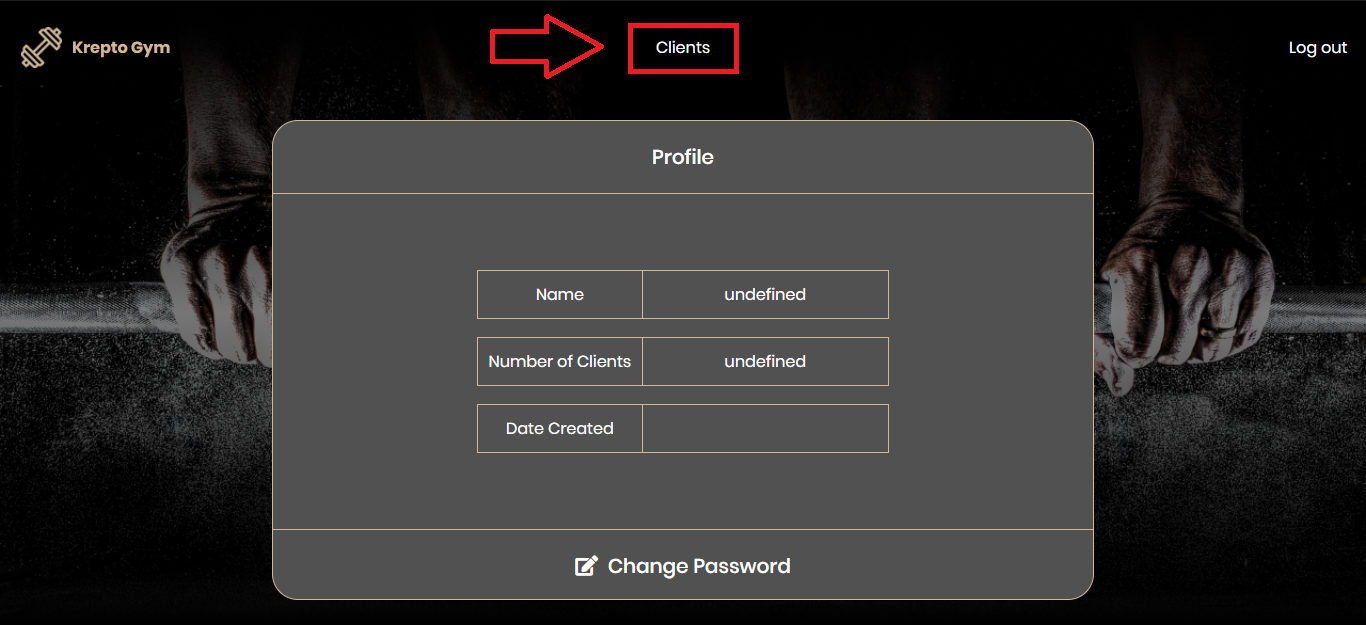 Krepto Gym
Clients
Log out
Profile
Name undefined
Number of Clients undefined
Date Created
Change Password